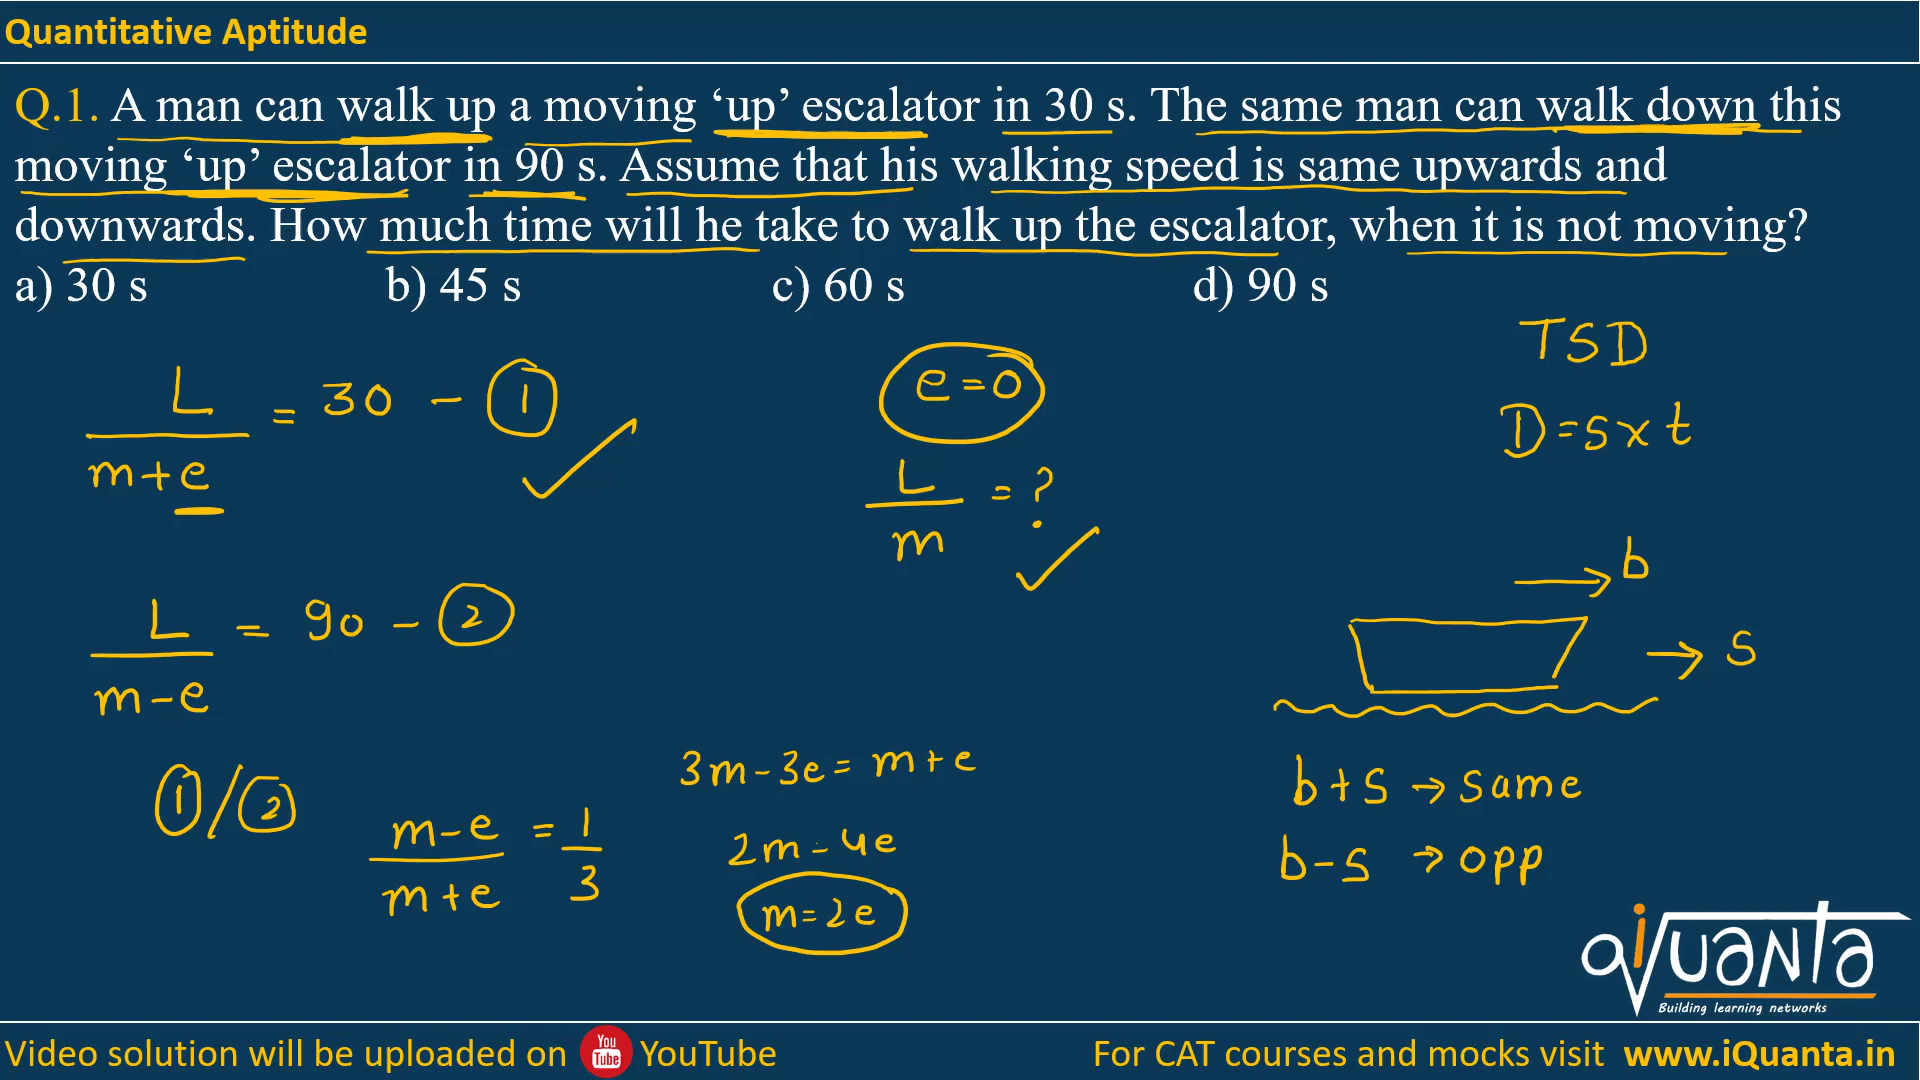 Quantitative Aptitude
Q.1. A man can walk up a moving ‘up’ escalator in 30 s. The same man can walk down this
moving ‘up’ escalator in 90 s. Assume that his walking speed is same upwards and
downwards. How much time will he take to walk up the escalator, when it is not moving?
a) 30 s b) 45 s c) 60 s d) 90 s
L/(m+e) = 30 - ①
L/(m-e) = 90 - ②
①/②
(m-e)/(m+e) = 1/3
3m-3e = m+e
2m = 4e
m=2e
e=0
L/m = ?
TSD
D=s×t
b
s
b+s → same
b-s → opp
iQuanta
Building learning networks
Video solution will be uploaded on You Tube YouTube
For CAT courses and mocks visit www.iQuanta.in